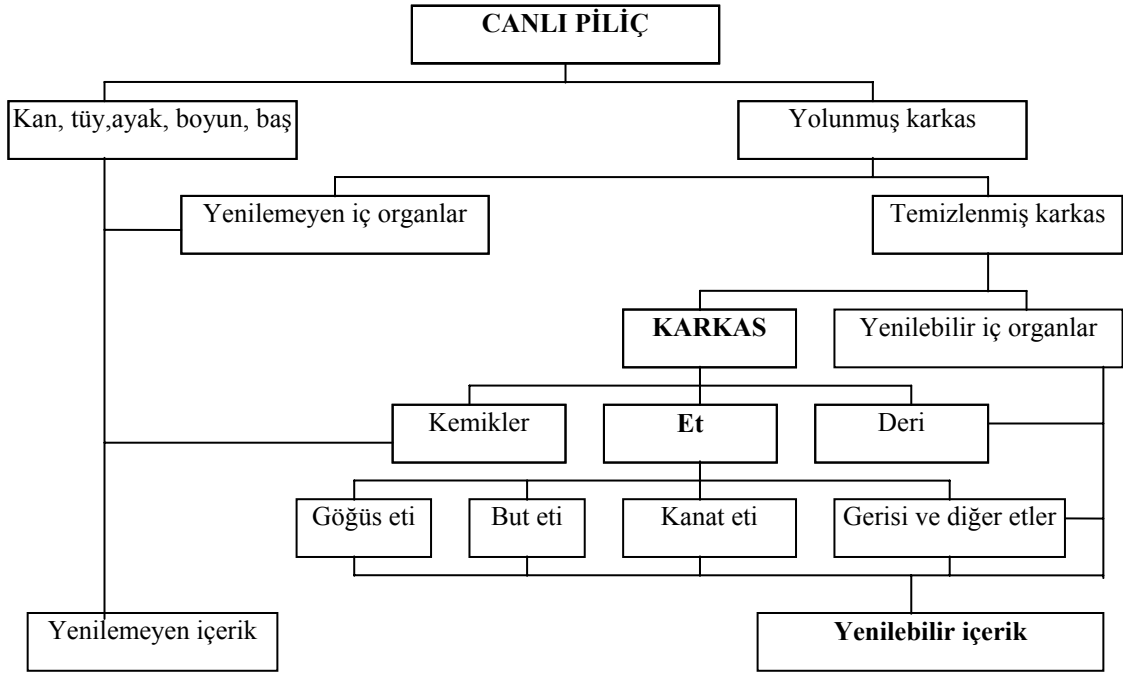 CANLI PİLİÇ
Kan, tüy,ayak, boyun, baş
Yolunmuş karkas
Yenilemeyen iç organlar
Temizlenmiş karkas
KARKAS
Yenilebilir iç organlar
Kemikler
Et
Deri
Göğüs eti
But eti
Kanat eti
Gerisi ve diğer etler
Yenilemeyen içerik
Yenilebilir içerik